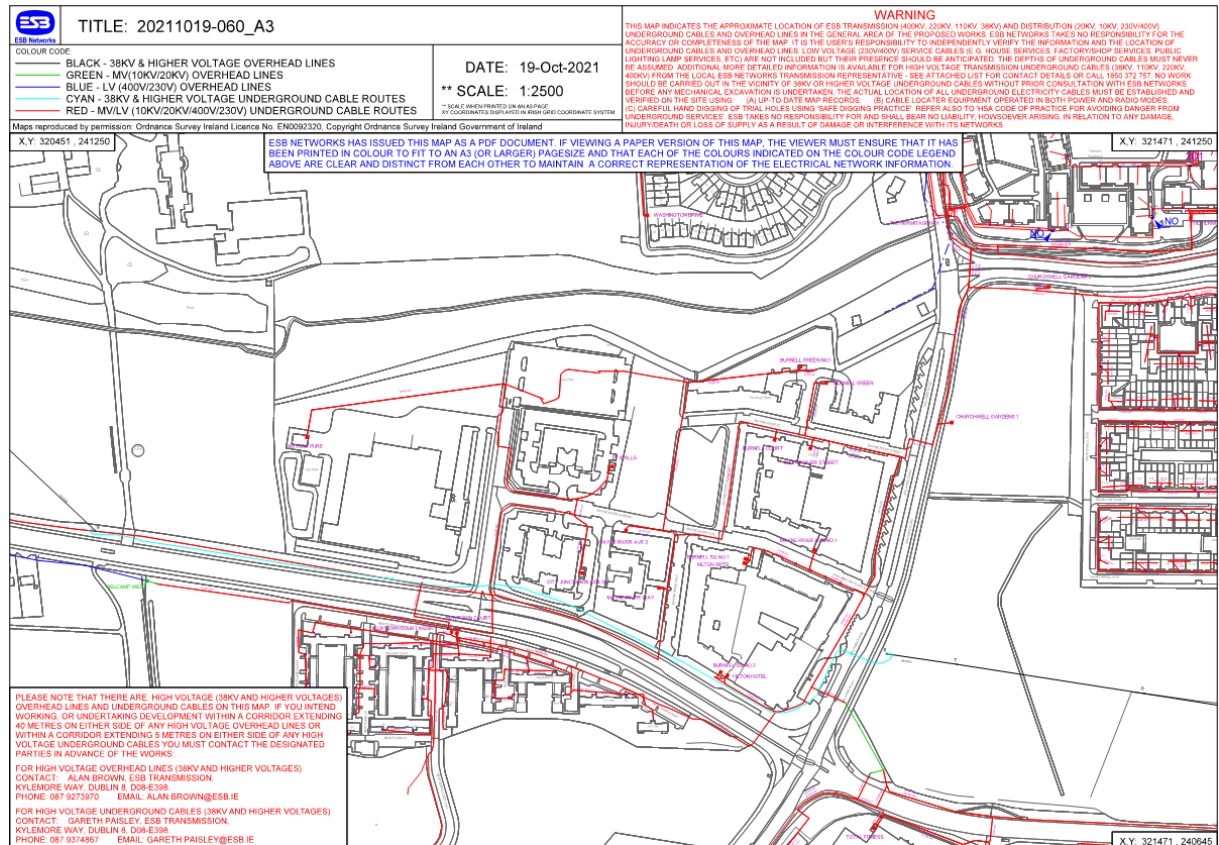 ESB
ESB Networks
TITLE: 20211019-060_A3
COLOUR CODE:
BLACK - 38KV & HIGHER VOLTAGE OVERHEAD LINES
GREEN - MV(10KV/20KV) OVERHEAD LINES
BLUE - LV (400V/230V) OVERHEAD LINES
CYAN - 38KV & HIGHER VOLTAGE UNDERGROUND CABLE ROUTES
RED - MV/LV (10KV/20KV/400V/230V) UNDERGROUND CABLE ROUTES
DATE: 19-Oct-2021
** SCALE: 1:2500
** SCALE WHEN PRINTED ON AN A3 PAGE
XY COORDINATES DISPLAYED IN IRISH GRID COORDINATE SYSTEM
WARNING
THIS MAP INDICATES THE APPROXIMATE LOCATION OF ESB TRANSMISSION (400KV, 220KV, 110KV, 38KV) AND DISTRIBUTION (20KV, 10KV, 230V/400V)
UNDERGROUND CABLES AND OVERHEAD LINES IN THE GENERAL AREA OF THE PROPOSED WORKS. ESB NETWORKS TAKES NO RESPONSIBILITY FOR THE
ACCURACY OR COMPLETENESS OF THE MAP. IT IS THE USER'S RESPONSIBILITY TO INDEPENDENTLY VERIFY THE INFORMATION AND THE LOCATION OF
UNDERGROUND CABLES AND OVERHEAD LINES. LOW VOLTAGE (230V/400V) SERVICE CABLES (E.G. HOUSE SERVICES, FACTORY/SHOP SERVICES, PUBLIC
LIGHTING LAMP SERVICES, ETC) ARE NOT INCLUDED BUT THEIR PRESENCE SHOULD BE ANTICIPATED. THE DEPTHS OF UNDERGROUND CABLES MUST NEVER
BE ASSUMED. ADDITIONAL MORE DETAILED INFORMATION IS AVAILABLE FOR HIGH VOLTAGE TRANSMISSION UNDERGROUND CABLES (38KV, 110KV, 220KV,
400KV) FROM THE LOCAL ESB NETWORKS TRANSMISSION REPRESENTATIVE - SEE ATTACHED LIST FOR CONTACT DETAILS OR CALL 1850 372 757. NO WORK
SHOULD BE CARRIED OUT IN THE VICINITY OF 38KV OR HIGHER VOLTAGE UNDERGROUND CABLES WITHOUT PRIOR CONSULTATION WITH ESB NETWORKS.
BEFORE ANY MECHANICAL EXCAVATION IS UNDERTAKEN, THE ACTUAL LOCATION OF ALL UNDERGROUND ELECTRICITY CABLES MUST BE ESTABLISHED AND
VERIFIED ON THE SITE USING: (A) UP-TO-DATE MAP RECORDS; (B) CABLE LOCATER EQUIPMENT OPERATED IN BOTH POWER AND RADIO MODES;
(C) CAREFUL HAND DIGGING OF TRIAL HOLES USING 'SAFE DIGGING PRACTICE'. REFER ALSO TO 'HSA CODE OF PRACTICE FOR AVOIDING DANGER FROM
UNDERGROUND SERVICES'. ESB TAKES NO RESPONSIBILITY FOR AND SHALL BEAR NO LIABILITY, HOWSOEVER ARISING, IN RELATION TO ANY DAMAGE,
INJURY/DEATH OR LOSS OF SUPPLY AS A RESULT OF DAMAGE OR INTERFERENCE WITH ITS NETWORKS
Maps reproduced by permission: Ordnance Survey Ireland Licence No. EN0092320, Copyright Ordnance Survey Ireland Government of Ireland
X,Y: 320451 , 241250
ESB NETWORKS HAS ISSUED THIS MAP AS A PDF DOCUMENT. IF VIEWING A PAPER VERSION OF THIS MAP, THE VIEWER MUST ENSURE THAT IT HAS
BEEN PRINTED IN COLOUR TO FIT TO AN A3 (OR LARGER) PAGESIZE AND THAT EACH OF THE COLOURS INDICATED ON THE COLOUR CODE LEGEND
ABOVE ARE CLEAR AND DISTINCT FROM EACH OTHER TO MAINTAIN A CORRECT REPRESENTATION OF THE ELECTRICAL NETWORK INFORMATION.
X,Y: 321471 , 241250
WASHINGTON
NO
NO
CHURCHWELL GARDENS
BURNELL GREEN NO1
BURNELL GREEN
CHURCHWELL GARDENS 1
BURNELL COURT
STREET
BURNELL SQ NO 1
HILTON APTS
BURNELL SQ NO 2
HILTON HOTEL
7
6
TOTAL FITNESS
PLEASE NOTE THAT THERE ARE: HIGH VOLTAGE (38KV AND HIGHER VOLTAGES)
OVERHEAD LINES AND UNDERGROUND CABLES ON THIS MAP. IF YOU INTEND
WORKING, OR UNDERTAKING DEVELOPMENT WITHIN A CORRIDOR EXTENDING
40 METRES ON EITHER SIDE OF ANY HIGH VOLTAGE OVERHEAD LINES OR
WITHIN A CORRIDOR EXTENDING 5 METRES ON EITHER SIDE OF ANY HIGH
VOLTAGE UNDERGROUND CABLES YOU MUST CONTACT THE DESIGNATED
PARTIES IN ADVANCE OF THE WORKS:
FOR HIGH VOLTAGE OVERHEAD LINES (38KV AND HIGHER VOLTAGES)
CONTACT: ALAN BROWN, ESB TRANSMISSION,
KYLEMORE WAY, DUBLIN 8, D08-E398.
PHONE: 087 9273970 EMAIL: ALAN.BROWN@ESB.IE
FOR HIGH VOLTAGE UNDERGROUND CABLES (38KV AND HIGHER VOLTAGES)
CONTACT: GARETH PAISLEY, ESB TRANSMISSION,
KYLEMORE WAY, DUBLIN 8, D08-E398.
PHONE: 087 9374867 EMAIL: GARETH.PAISLEY@ESB.IE
X,Y: 321471 , 240645